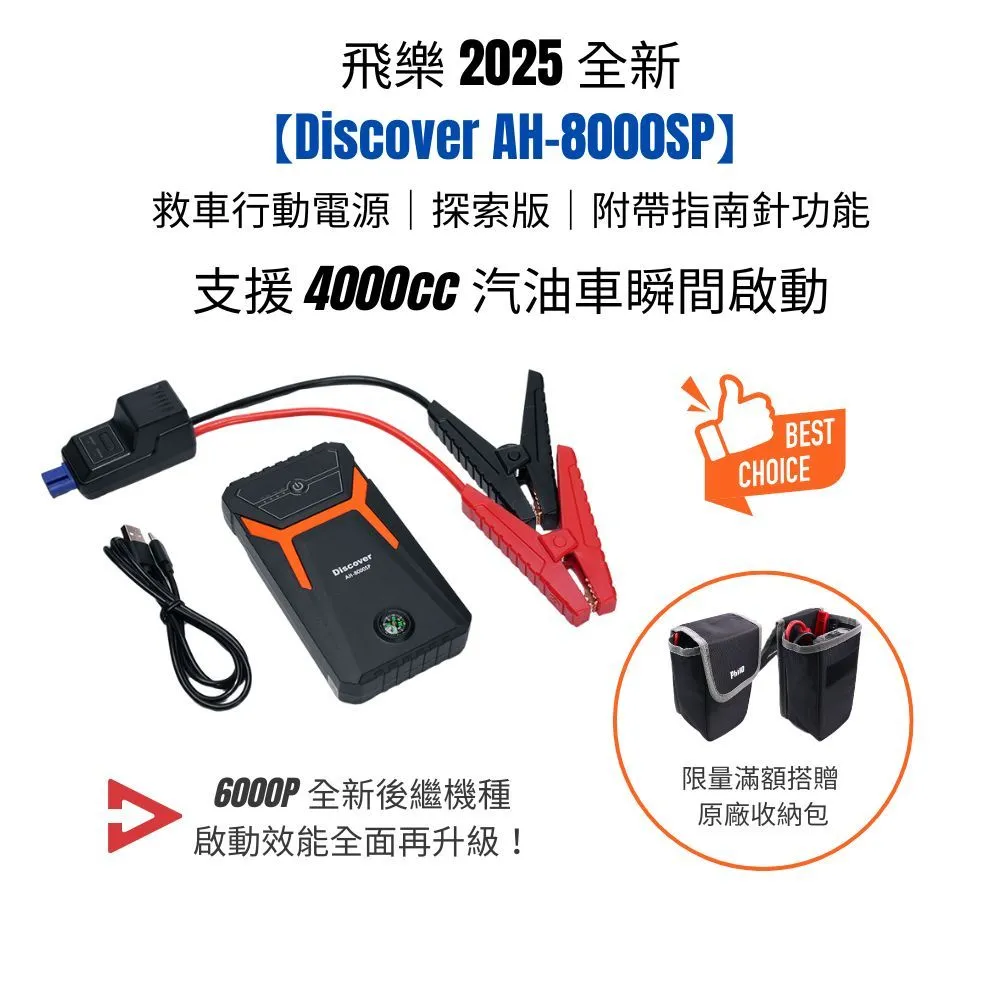 飛樂 2025 全新
【Discover AH-8000SP】
救車行動電源｜探索版｜附帶指南針功能
支援 4000cc 汽油車瞬間啟動
BEST
CHOICE
Discover
AH-8000SP
Philo
限量滿額搭贈
原廠收納包
6000P 全新後繼機種
啟動效能全面再升級！